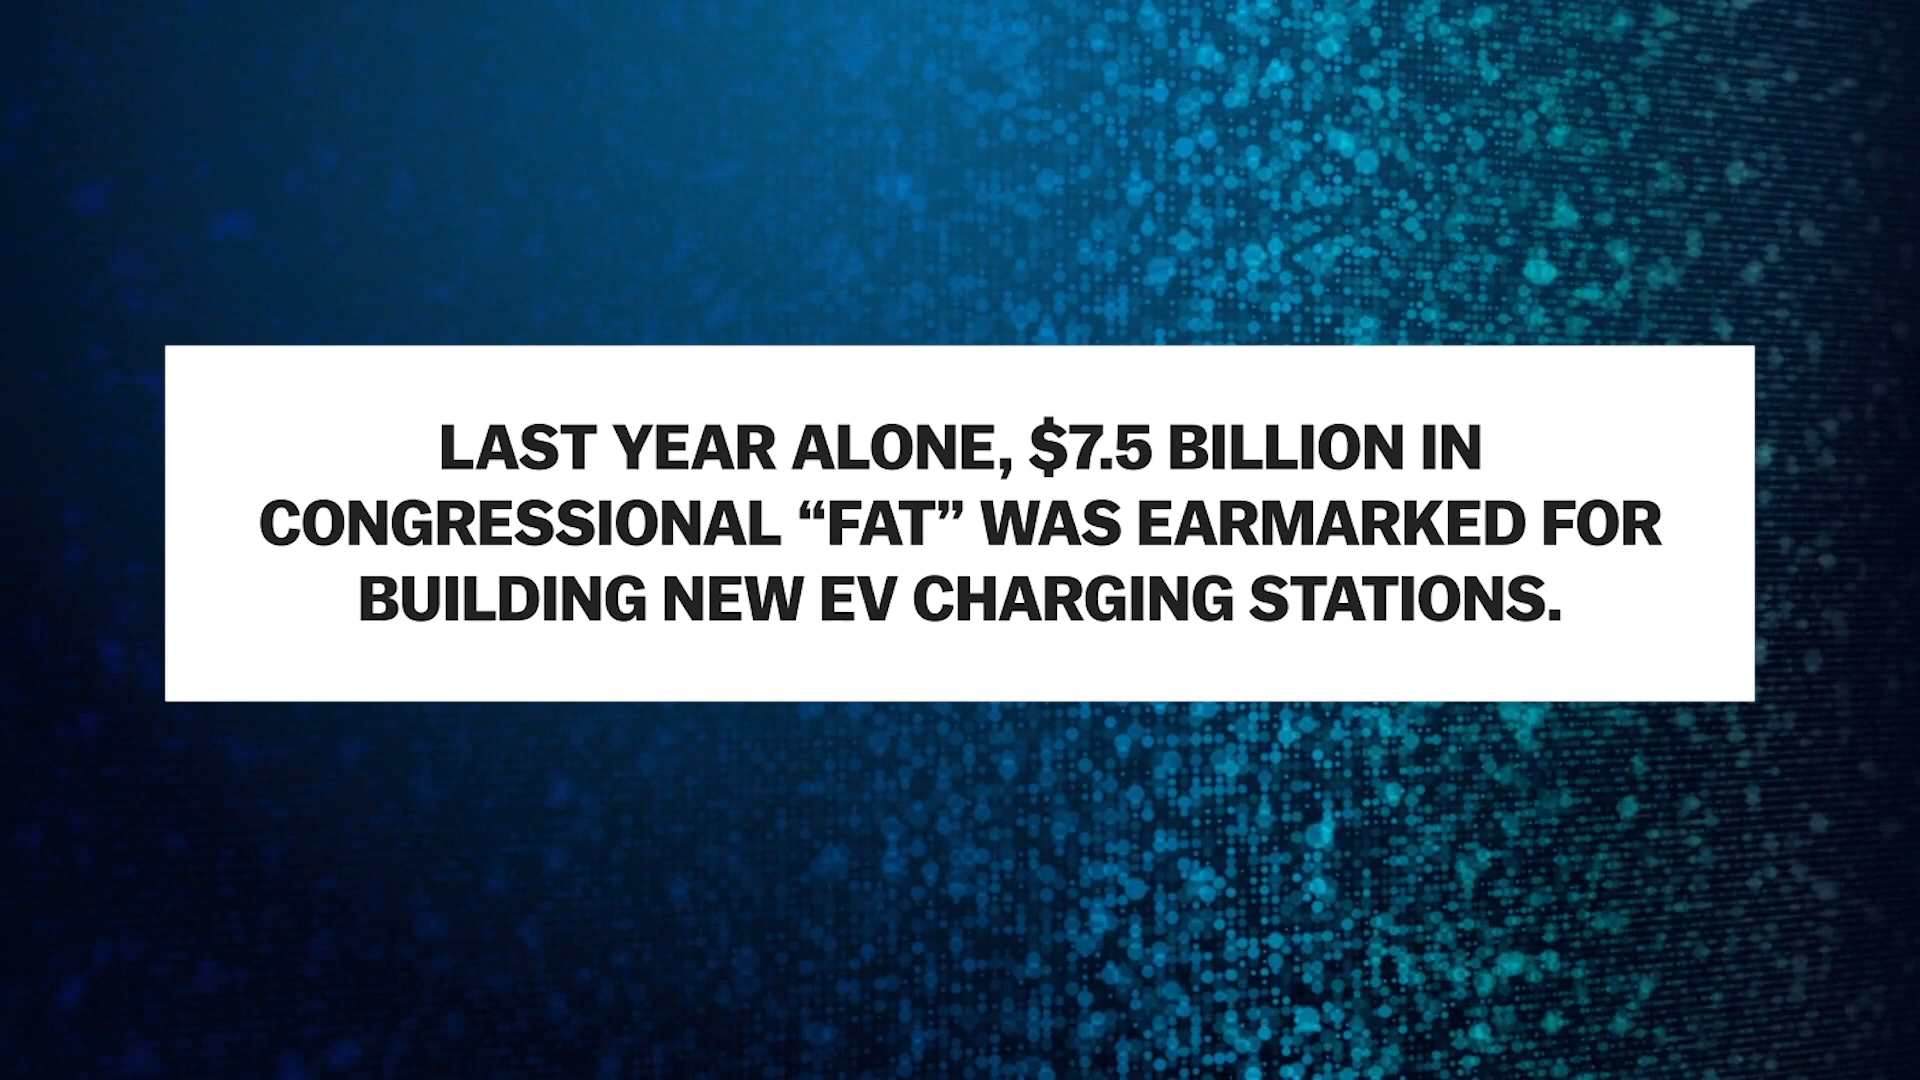 LAST YEAR ALONE, $7.5 BILLION IN
CONGRESSIONAL “FAT” WAS EARMARKED FOR
BUILDING NEW EV CHARGING STATIONS.